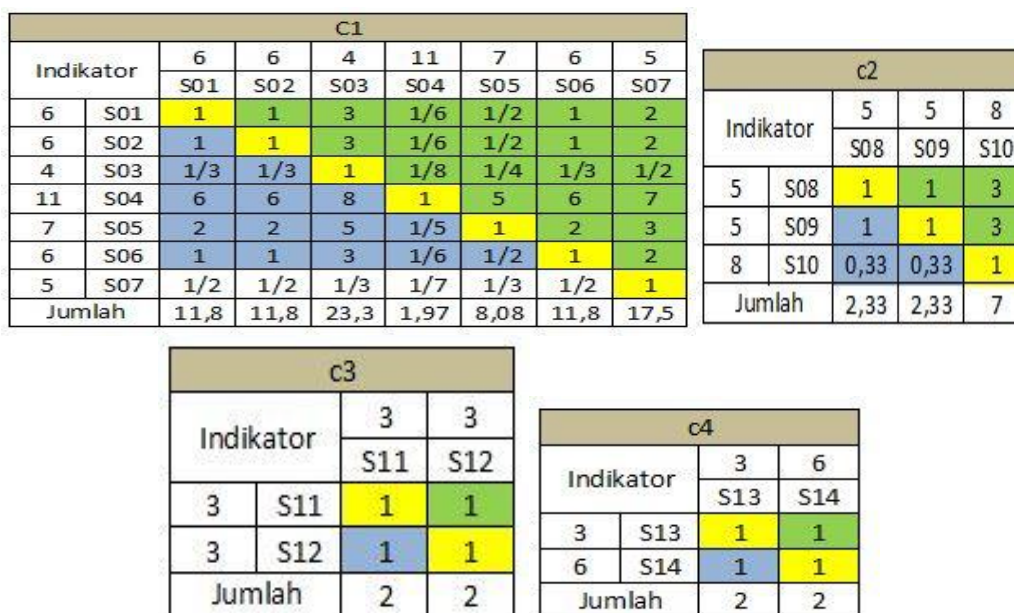 C1
Indikator 6 6 4 11 7 6 5
S01 S02 S03 S04 S05 S06 S07
6 S01 1 1 3 1/6 1/2 1 2
6 S02 1 1 3 1/6 1/2 1 2
4 S03 1/3 1/3 1 1/8 1/4 1/3 1/2
11 S04 6 6 8 1 5 6 7
7 S05 2 2 5 1/5 1 2 3
6 S06 1 1 3 1/6 1/2 1 2
5 S07 1/2 1/2 1/3 1/7 1/3 1/2 1
Jumlah 11,8 11,8 23,3 1,97 8,08 11,8 17,5
c2
Indikator 5 5 8
S08 S09 S10
5 S08 1 1 3
5 S09 1 1 3
8 S10 0,33 0,33 1
Jumlah 2,33 2,33 7
c3
Indikator 3 3
S11 S12
3 S11 1 1
3 S12 1 1
Jumlah 2 2
c4
Indikator 3 6
S13 S14
3 S13 1 1
6 S14 1 1
Jumlah 2 2